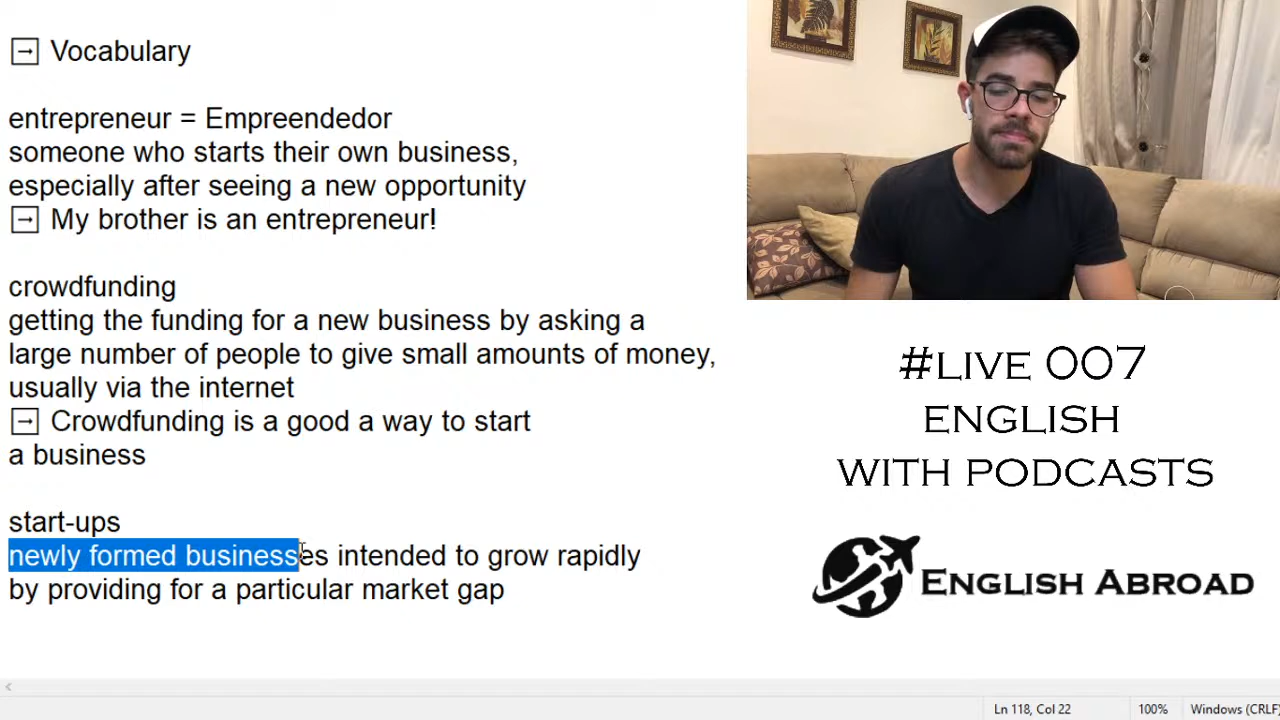 → Vocabulary
entrepreneur = Empreendedor
someone who starts their own business,
especially after seeing a new opportunity
→ My brother is an entrepreneur!
crowdfunding
getting the funding for a new business by asking a
large number of people to give small amounts of money,
usually via the internet
→ Crowdfunding is a good a way to start
a business
start-ups
newly formed businesses intended to grow rapidly
by providing for a particular market gap
#LIVE 007
ENGLISH
WITH PODCASTS
ENGLISH ABROAD
Ln 118, Col 22
100%
Windows (CRLF)